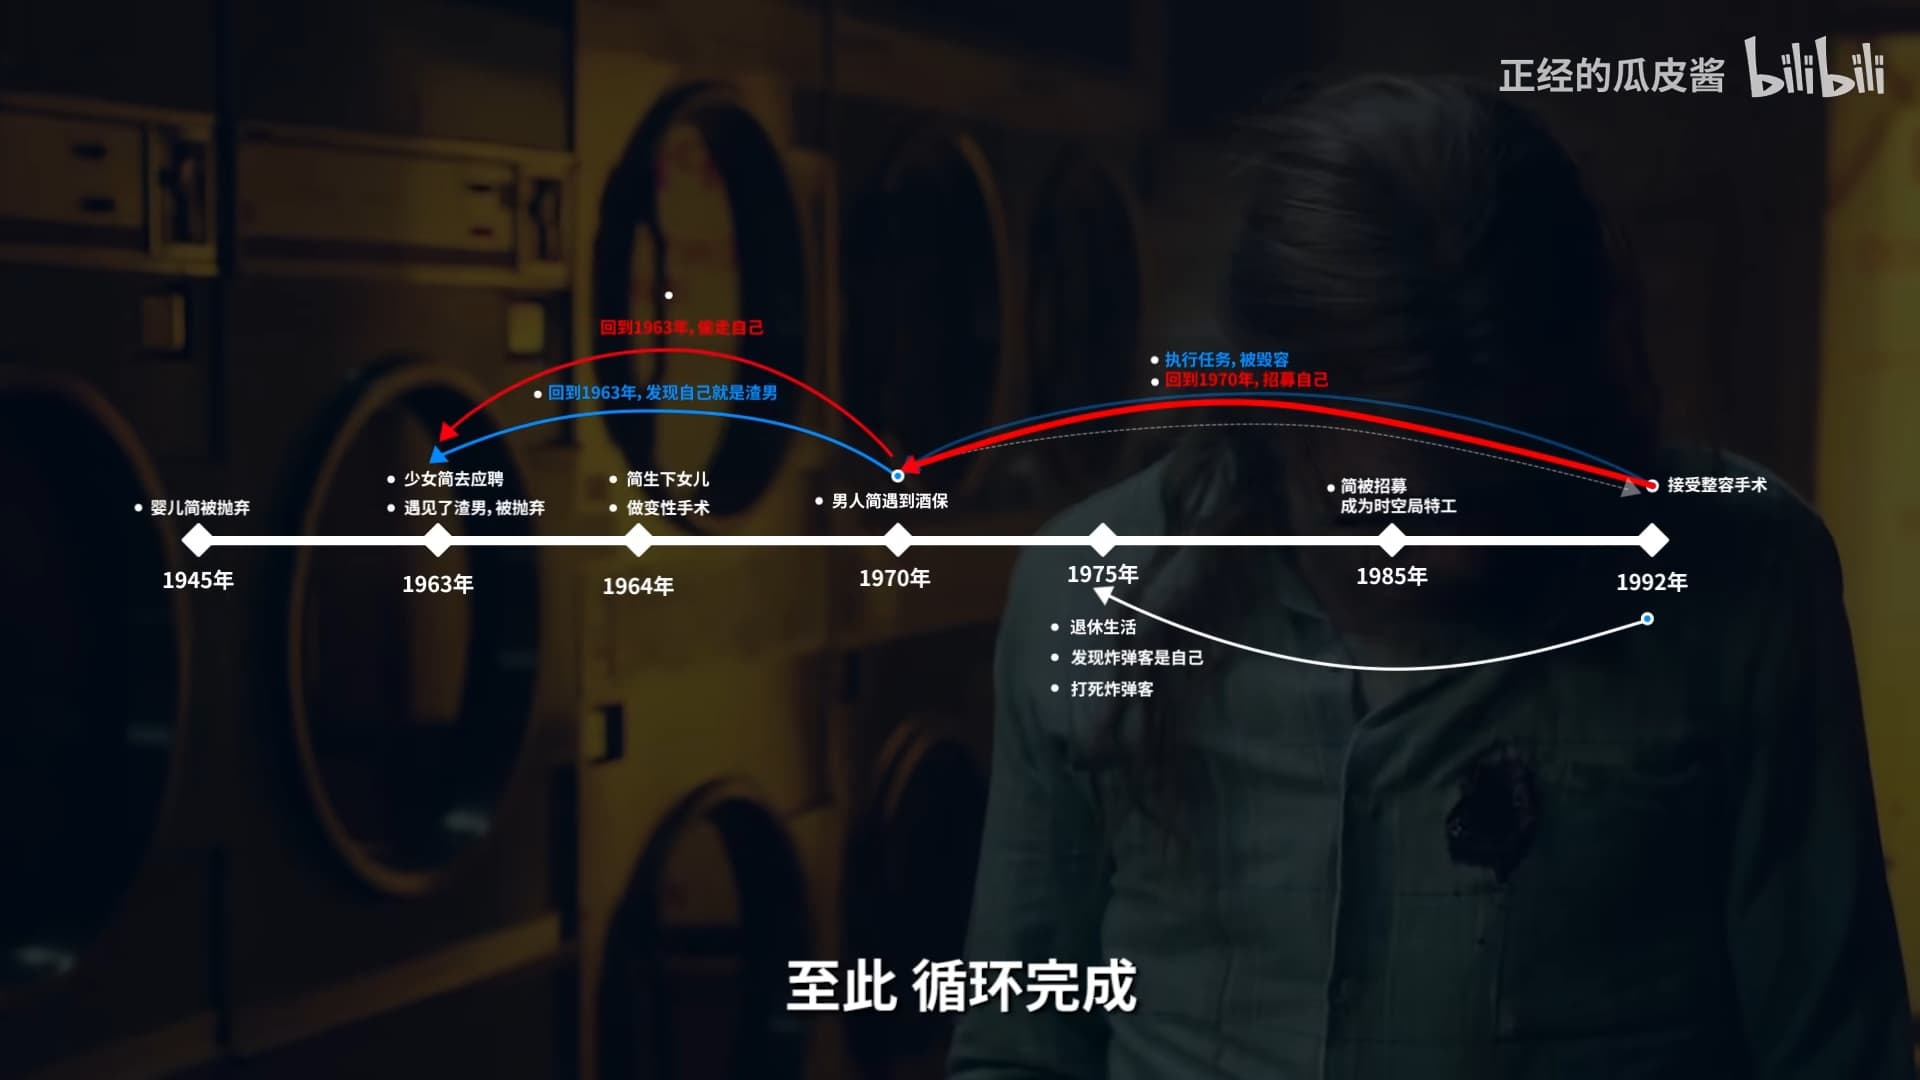 正经的瓜皮酱 bilibili
回到1963年,偷走自己
回到1963年,发现自己就是渣男
执行任务,被毁容
回到1970年,招募自己
婴儿简被抛弃
少女简去应聘
遇见了渣男,被抛弃
简生下女儿
做变性手术
男人简遇到酒保
简被招募
成为时空局特工
接受整容手术
1945年
1963年
1964年
1970年
1975年
1985年
1992年
退休生活
发现炸弹客是自己
打死炸弹客
至此 循环完成